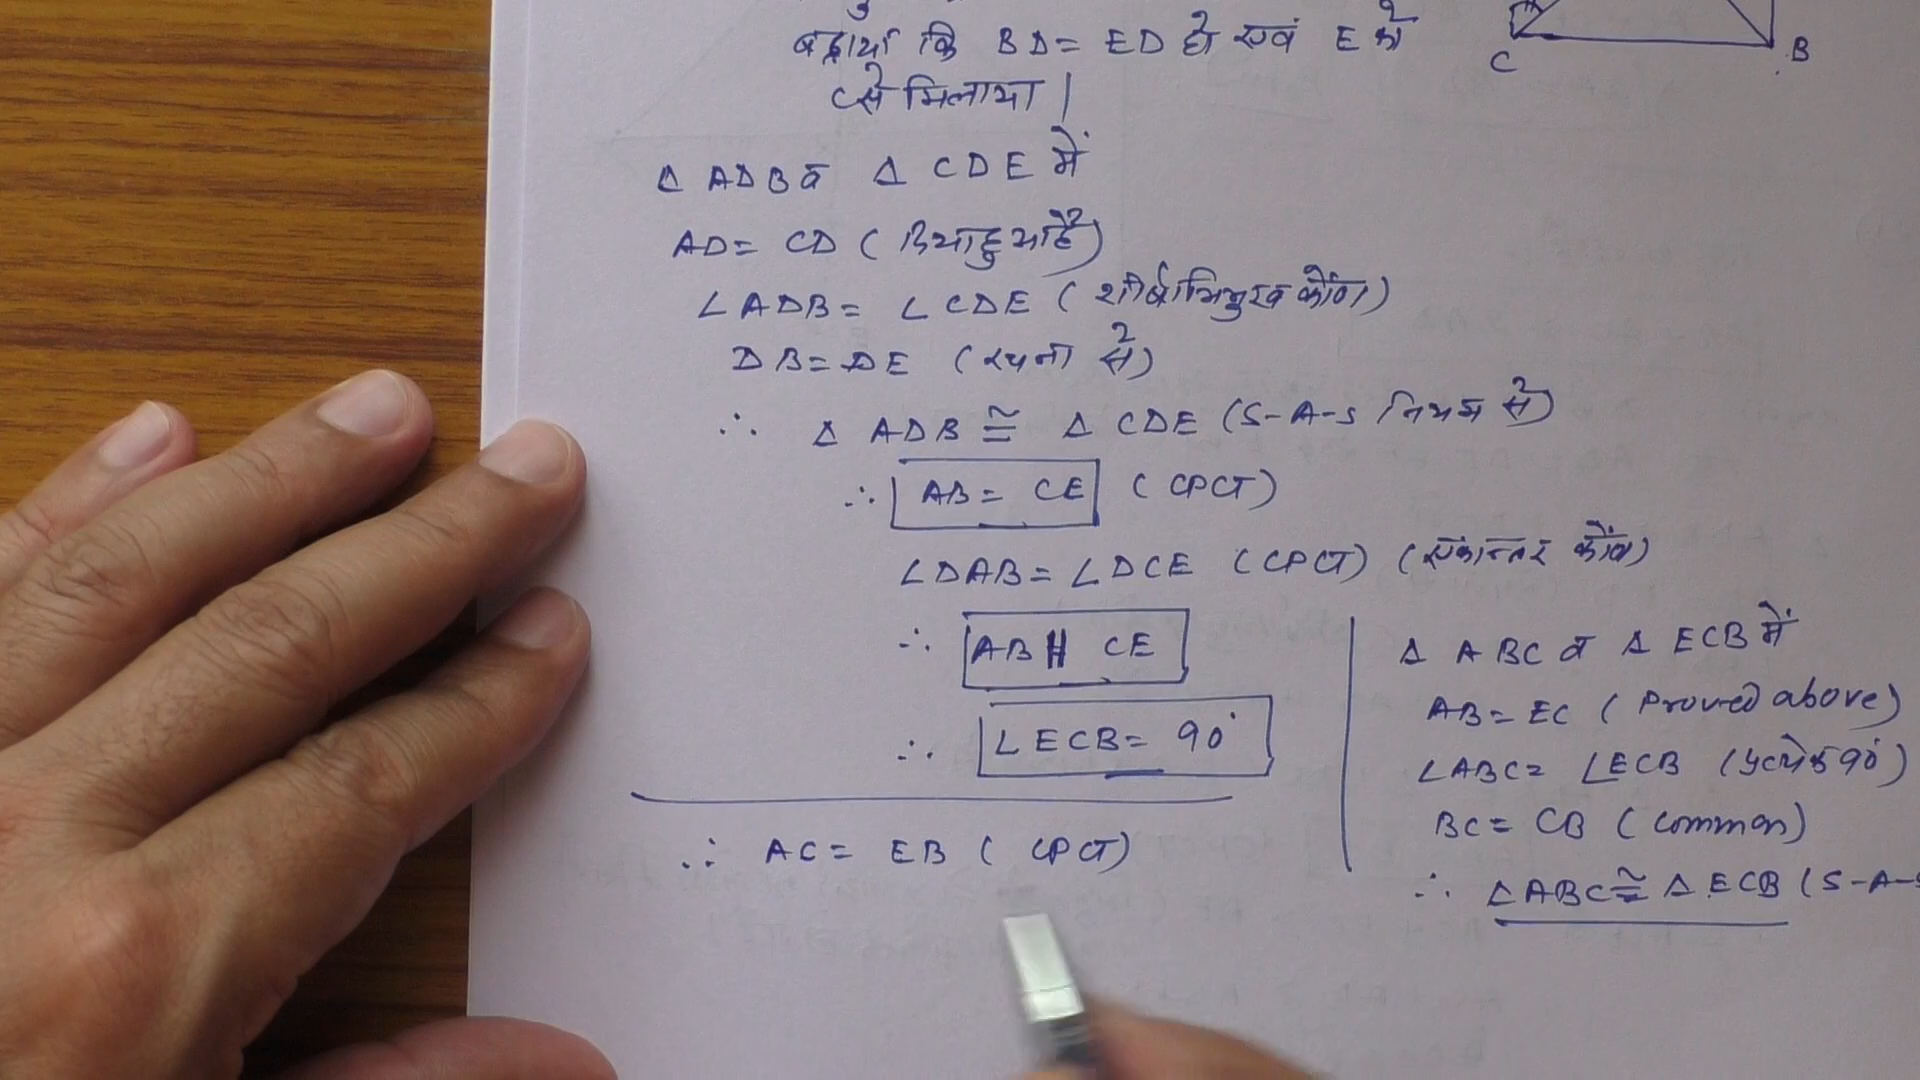 बढ़ाया कि BD = ED हो एवं E को
C से मिलाया |
C
B
Δ ADB व Δ CDE में
AD = CD ( दिया हुआ है )
∠ADB = ∠CDE ( शीर्षाभिमुख कोण )
DB = DE ( रचना से )
∴ Δ ADB ≅ Δ CDE (S-A-S नियम से )
∴ AB = CE ( CPCT )
∠DAB = ∠DCE ( CPCT ) ( एकान्तर कोण )
∴ AB || CE
∴ ∠ECB = 90°
∴ AC = EB ( CPCT )
Δ ABC व Δ ECB में
AB = EC ( Proved above )
∠ABC = ∠ECB ( प्रत्येक 90° )
BC = CB ( common )
∴ ΔABC ≅ Δ ECB ( S-A-S